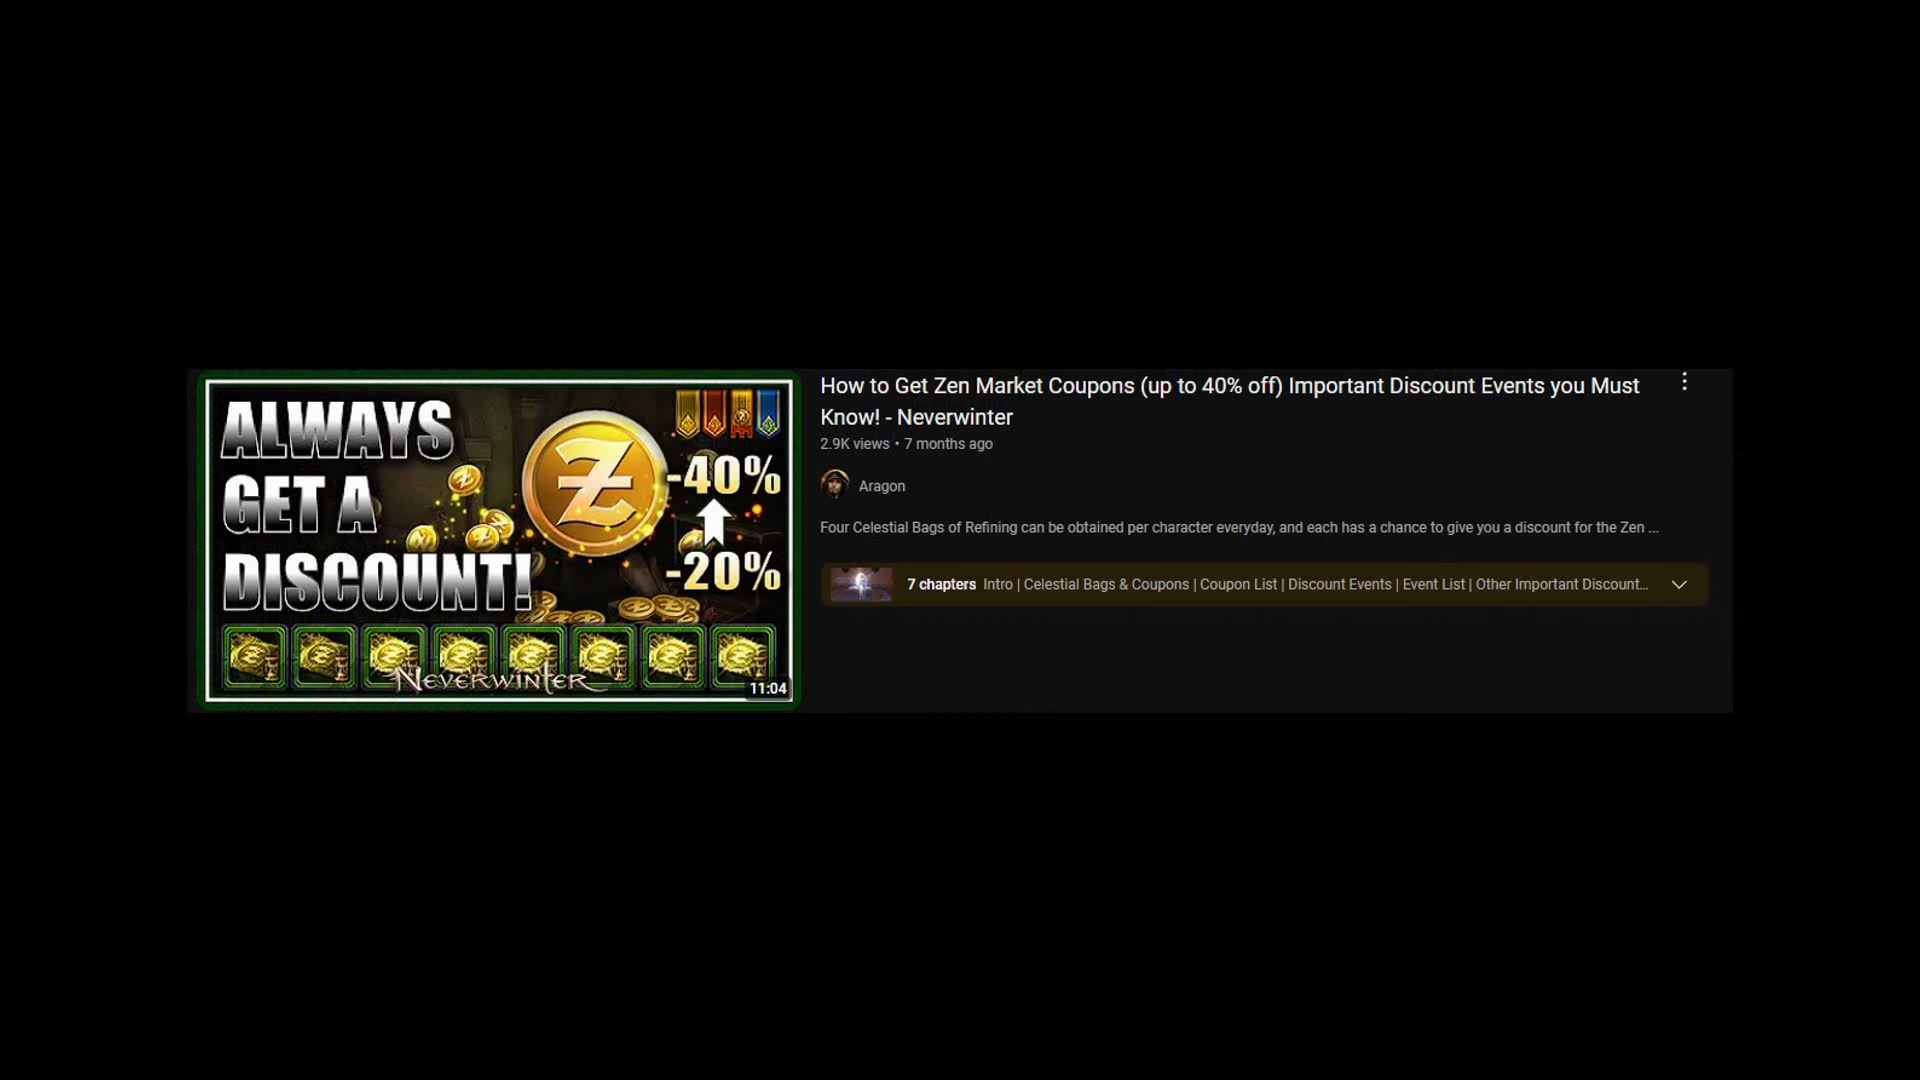 ALWAYS
GET A
DISCOUNT!
-40%
-20%
NEVERWINTER
11:04
How to Get Zen Market Coupons (up to 40% off) Important Discount Events you Must
Know! - Neverwinter
2.9K views • 7 months ago
Aragon
Four Celestial Bags of Refining can be obtained per character everyday, and each has a chance to give you a discount for the Zen ...
7 chapters Intro | Celestial Bags & Coupons | Coupon List | Discount Events | Event List | Other Important Discount...